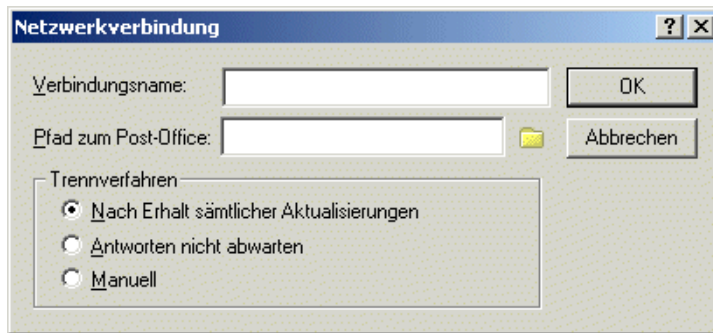 Netzwerkverbindung
Verbindungsname:
OK
Pfad zum Post-Office:
Abbrechen
Trennverfahren
Nach Erhalt sämtlicher Aktualisierungen
Antworten nicht abwarten
Manuell